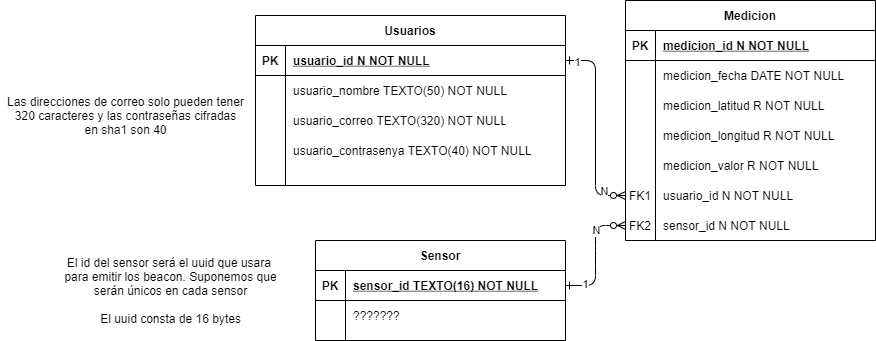 Usuarios
PK usuario_id N NOT NULL
usuario_nombre TEXTO(50) NOT NULL
usuario_correo TEXTO(320) NOT NULL
usuario_contrasenya TEXTO(40) NOT NULL
Las direcciones de correo solo pueden tener
320 caracteres y las contraseñas cifradas
en sha1 son 40
1
N
Medicion
PK medicion_id N NOT NULL
medicion_fecha DATE NOT NULL
medicion_latitud R NOT NULL
medicion_longitud R NOT NULL
medicion_valor R NOT NULL
FK1 usuario_id N NOT NULL
FK2 sensor_id N NOT NULL
N
1
Sensor
PK sensor_id TEXTO(16) NOT NULL
???????
El id del sensor será el uuid que usara
para emitir los beacon. Suponemos que
serán únicos en cada sensor
El uuid consta de 16 bytes